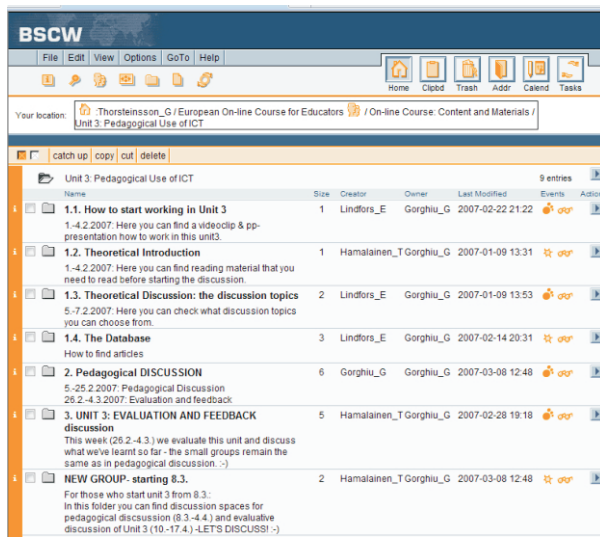 BSCW
File Edit View Options GoTo Help
Home Clipbd Trash Addr Calend Tasks
Your location: :Thorsteinsson_G / European On-line Course for Educators / On-line Course: Content and Materials /
Unit 3: Pedagogical Use of ICT
catch up copy cut delete
Unit 3: Pedagogical Use of ICT 9 entries
Name Size Creator Owner Last Modified Events Action
1.1. How to start working in Unit 3 1 Lindfors_E Gorghiu_G 2007-02-22 21:22
1.-4.2.2007: Here you can find a videoclip & pp-
presentation how to work in this unit3.
1.2. Theoretical Introduction 1 Hamalainen_T Gorghiu_G 2007-01-09 13:31
1.-4.2.2007: Here you can find reading material that you
need to read before starting the discussion.
1.3. Theoretical Discussion: the discussion topics 2 Lindfors_E Gorghiu_G 2007-01-09 13:53
5.-7.2.2007: Here you can check what discussion topics
you can choose from.
1.4. The Database 3 Lindfors_E Gorghiu_G 2007-02-14 20:31
How to find articles
2. Pedagogical DISCUSSION 6 Gorghiu_G Gorghiu_G 2007-03-08 12:48
5.-25.2.2007: Pedagogical Discussion
26.2.-4.3.2007: Evaluation and feedback
3. UNIT 3: EVALUATION AND FEEDBACK 5 Hamalainen_T Gorghiu_G 2007-02-28 19:18
discussion
This week (26.2.-4.3.) we evaluate this unit and discuss
what we've learnt so far - the small groups remain the
same as in pedagogical discussion. :-)
NEW GROUP- starting 8.3. 2 Hamalainen_T Gorghiu_G 2007-03-08 12:48
For those who start unit 3 from 8.3.:
In this folder you can find discussion spaces for
pedagogical discsussion (8.3.-4.4.) and evaluative
discussion of Unit 3 (10.-17.4.) -LET'S DISCUSS! :-)